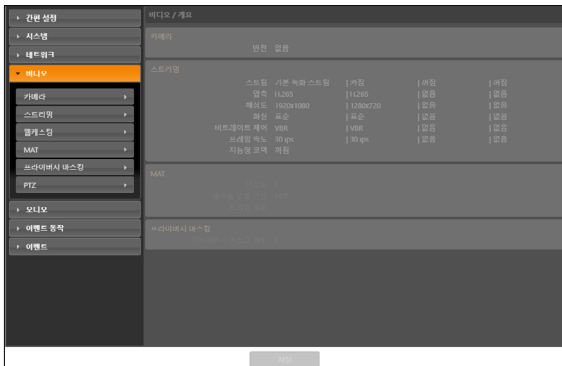 간편 설정
시스템
네트워크
비디오
카메라
스트리밍
웹캐스팅
MAT
프라이버시 마스킹
PTZ
오디오
이벤트 동작
이벤트
비디오 / 개요
카메라
반전 없음
스트리밍
스트림 기본 녹화 스트림 | 켜짐 | 꺼짐 | 꺼짐
압축 H.265 | H.265 | 없음 | 없음
해상도 1920x1080 | 1280x720 | 없음 | 없음
화질 표준 | 표준 | 없음 | 없음
비트레이트 제어 VBR | VBR | 없음 | 없음
프레임 속도 30 ips | 30 ips | 없음 | 없음
지능형 코덱 꺼짐
MAT
프라이버시 마스킹